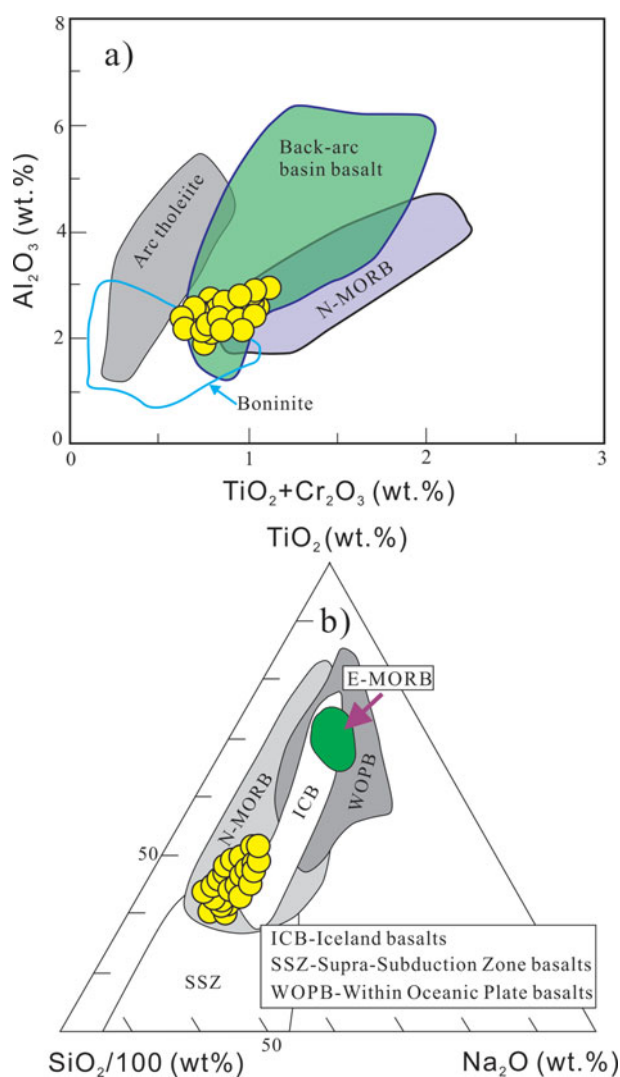 a)
8
6
4
2
0
Al₂O₃ (wt.%)
Back-arc
basin basalt
Arc tholeiite
N-MORB
Boninite
0
1
2
3
TiO₂+Cr₂O₃ (wt.%)
TiO₂ (wt.%)
b)
E-MORB
WOPB
ICB
N-MORB
50
SSZ
ICB-Iceland basalts
SSZ-Supra-Subduction Zone basalts
WOPB-Within Oceanic Plate basalts
50
SiO₂/100 (wt%)
Na₂O (wt.%)